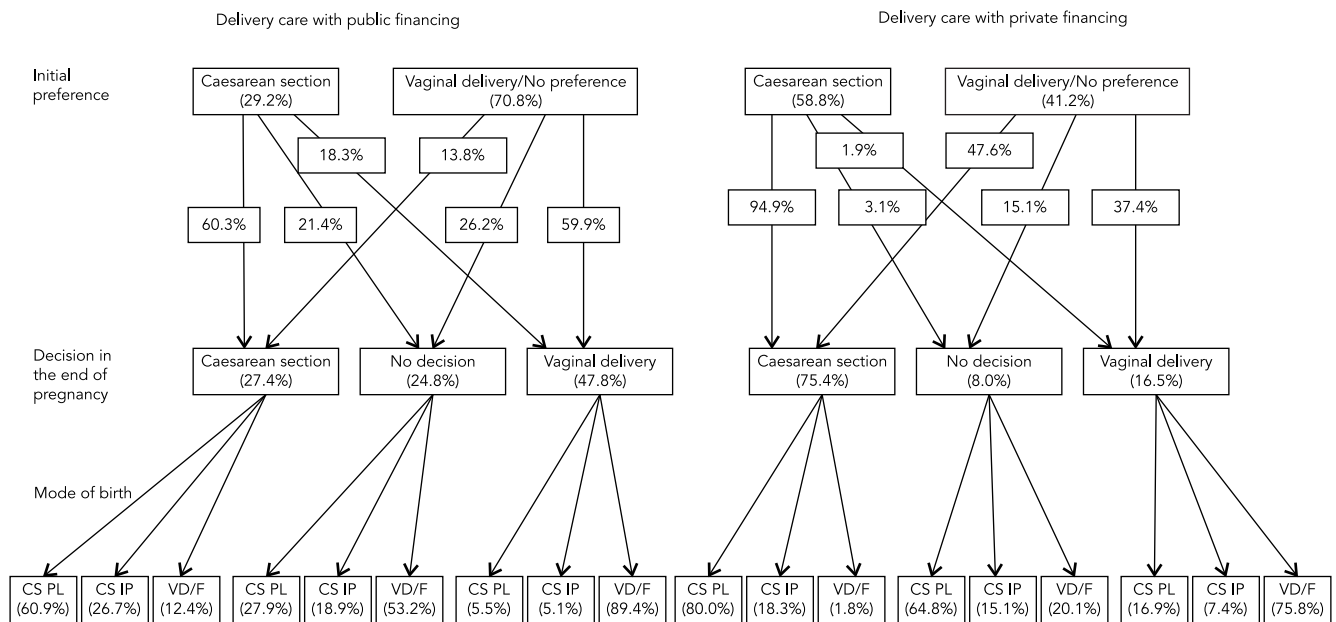 Delivery care with public financing
Delivery care with private financing
Initial
preference
Caesarean section
(29.2%)
Vaginal delivery/No preference
(70.8%)
Caesarean section
(58.8%)
Vaginal delivery/No preference
(41.2%)
18.3%
13.8%
1.9%
47.6%
60.3%
21.4%
26.2%
59.9%
94.9%
3.1%
15.1%
37.4%
Decision in
the end of
pregnancy
Caesarean section
(27.4%)
No decision
(24.8%)
Vaginal delivery
(47.8%)
Caesarean section
(75.4%)
No decision
(8.0%)
Vaginal delivery
(16.5%)
Mode of birth
CS PL
(60.9%)
CS IP
(26.7%)
VD/F
(12.4%)
CS PL
(27.9%)
CS IP
(18.9%)
VD/F
(53.2%)
CS PL
(5.5%)
CS IP
(5.1%)
VD/F
(89.4%)
CS PL
(80.0%)
CS IP
(18.3%)
VD/F
(1.8%)
CS PL
(64.8%)
CS IP
(15.1%)
VD/F
(20.1%)
CS PL
(16.9%)
CS IP
(7.4%)
VD/F
(75.8%)